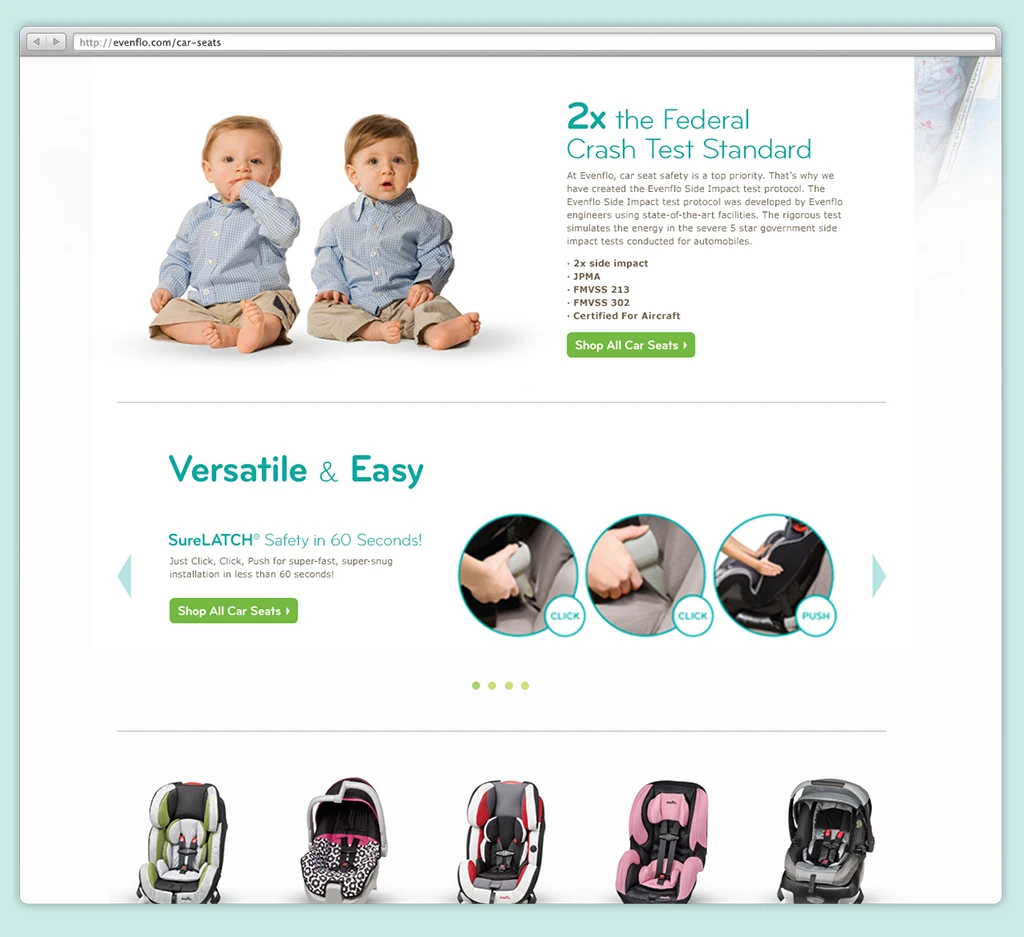 http://evenflo.com/car-seats
2x the Federal
Crash Test Standard
At Evenflo, car seat safety is a top priority. That's why we
have created the Evenflo Side Impact test protocol. The
Evenflo Side Impact test protocol was developed by Evenflo
engineers using state-of-the-art facilities. The rigorous test
simulates the energy in the severe 5 star government side
impact tests conducted for automobiles.
· 2x side impact
· JPMA
· FMVSS 213
· FMVSS 302
· Certified For Aircraft
Shop All Car Seats
Versatile & Easy
SureLATCH® Safety in 60 Seconds!
Just Click, Click, Push for super-fast, super-snug
installation in less than 60 seconds!
Shop All Car Seats
CLICK
CLICK
PUSH